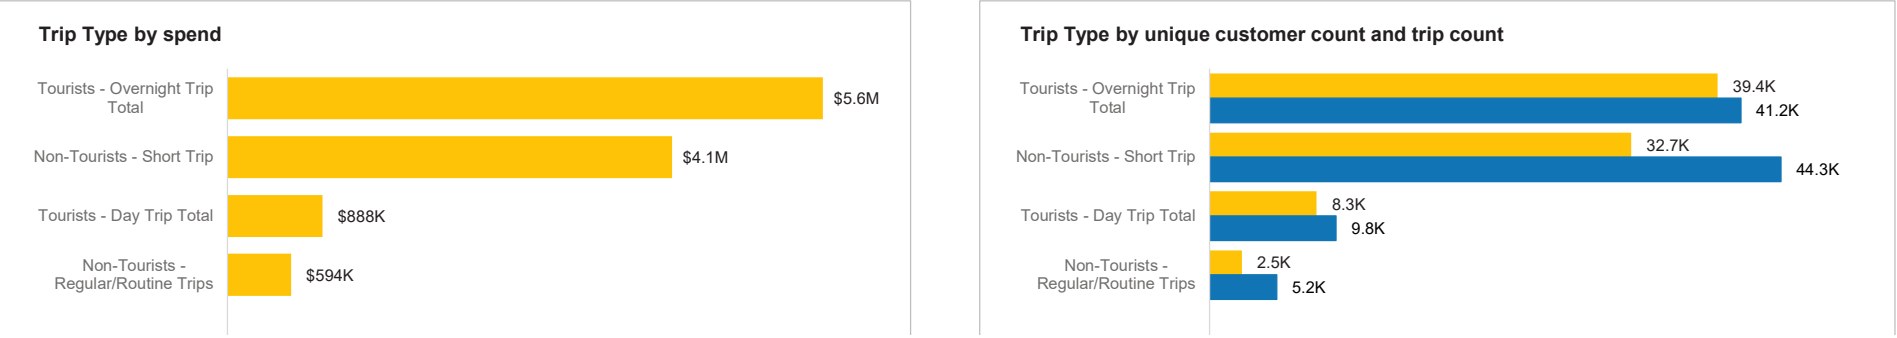 Trip Type by spend
Tourists - Overnight Trip
Total
$5.6M
Non-Tourists - Short Trip
$4.1M
Tourists - Day Trip Total
$888K
Non-Tourists -
Regular/Routine Trips
$594K
Trip Type by unique customer count and trip count
Tourists - Overnight Trip
Total
39.4K
41.2K
Non-Tourists - Short Trip
32.7K
44.3K
Tourists - Day Trip Total
8.3K
9.8K
Non-Tourists -
Regular/Routine Trips
2.5K
5.2K